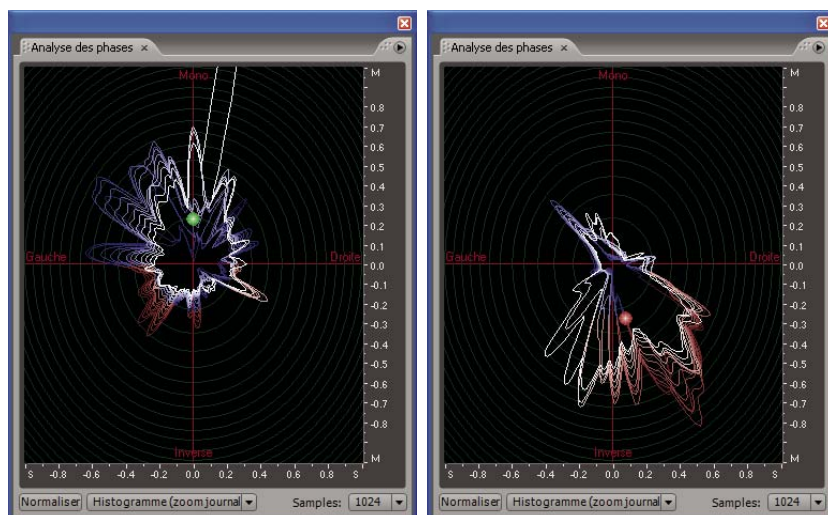 Analyse des phases
Mono
M
0.8
0.7
0.6
0.5
0.4
0.3
0.2
0.1
Gauche
Droite
0.0
-0.1
-0.2
-0.3
-0.4
-0.5
-0.6
-0.7
-0.8
Inverse
M
S -0.8 -0.6 -0.4 -0.2 0.0 0.2 0.4 0.6 0.8 S
Normaliser Histogramme (zoom journal Samples: 1024
Analyse des phases
Mono
M
0.8
0.7
0.6
0.5
0.4
0.3
0.2
0.1
Gauche
Droite
0.0
-0.1
-0.2
-0.3
-0.4
-0.5
-0.6
-0.7
-0.8
Inverse
M
S -0.8 -0.6 -0.4 -0.2 0.0 0.2 0.4 0.6 0.8 S
Normaliser Histogramme (zoom journal Samples: 1024